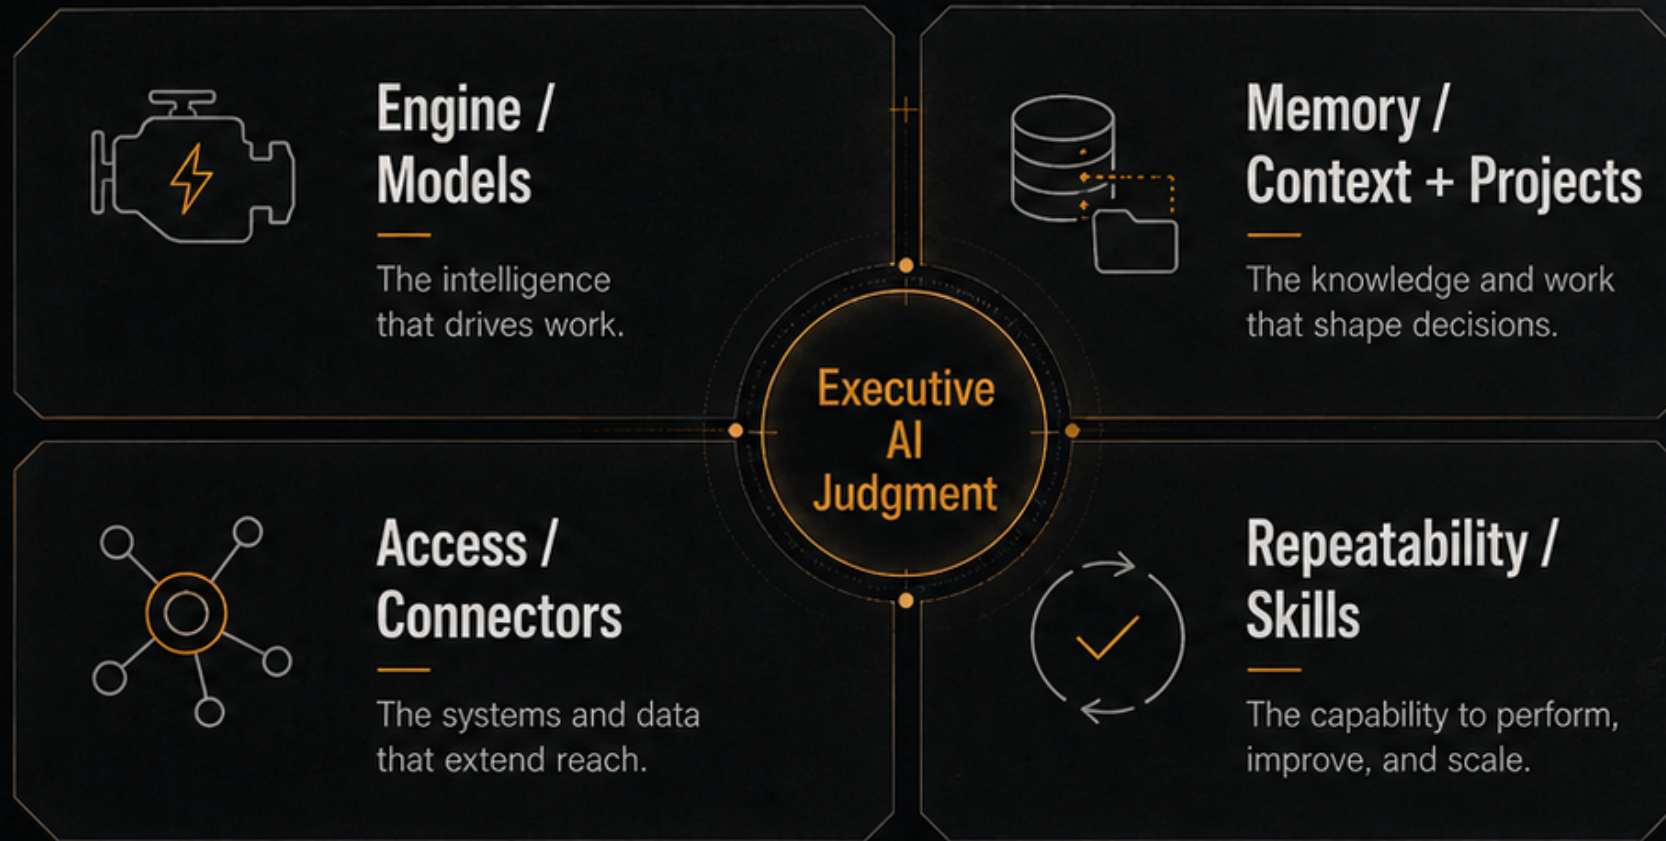 Engine /
Models
The intelligence
that drives work.
Memory /
Context + Projects
The knowledge and work
that shape decisions.
Executive
AI
Judgment
Access /
Connectors
The systems and data
that extend reach.
Repeatability /
Skills
The capability to perform,
improve, and scale.